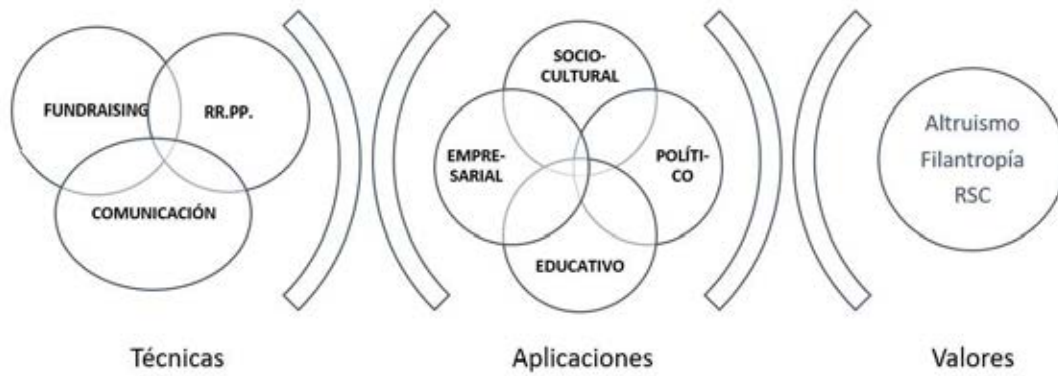 FUNDRAISING
RR.PP.
COMUNICACIÓN
SOCIO-
CULTURAL
EMPRE-
SARIAL
POLÍTI-
CO
EDUCATIVO
Altruismo
Filantropía
RSC
Técnicas
Aplicaciones
Valores